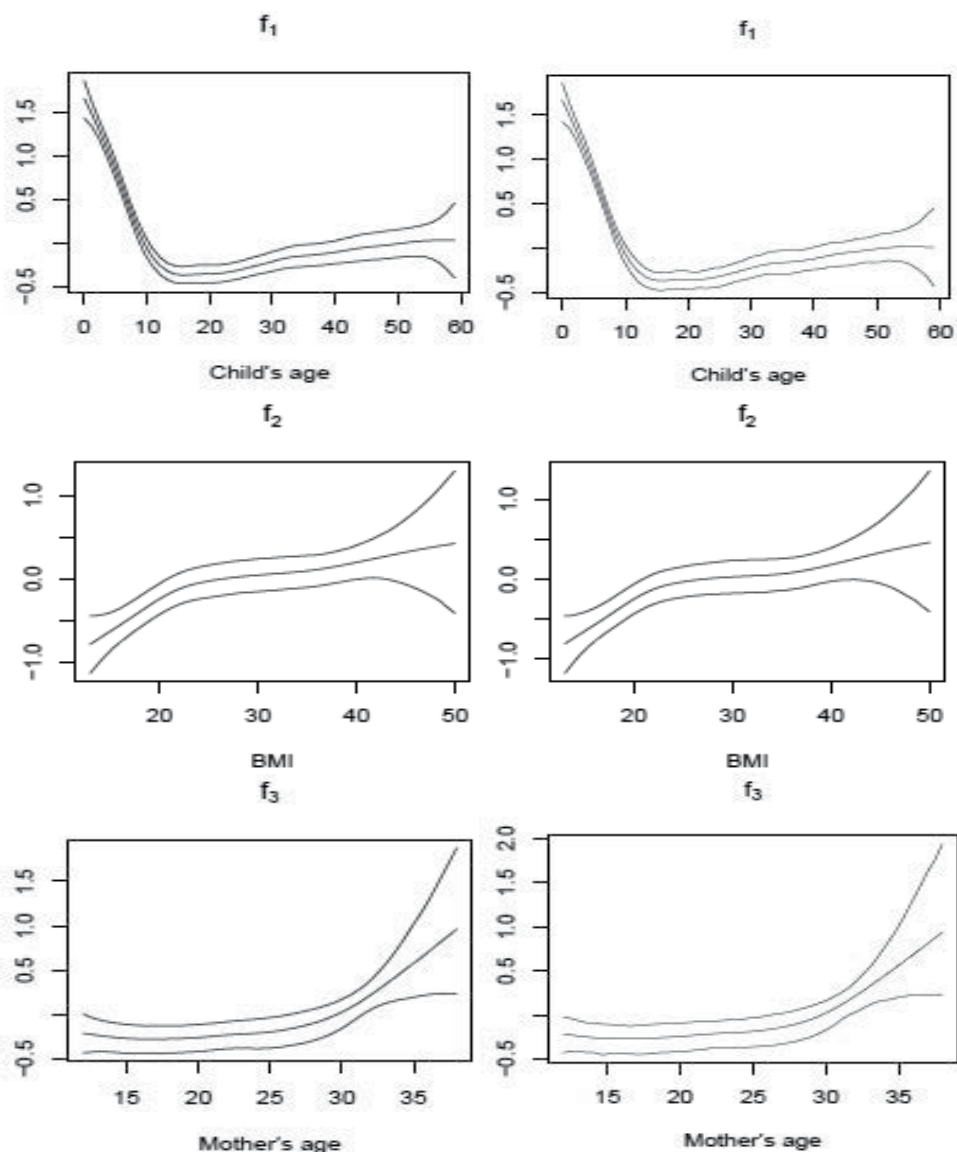 f₁ f₁
1.5 1.5
1.0 1.0
0.5 0.5
−0.5 −0.5
0 10 20 30 40 50 60 0 10 20 30 40 50 60
Child's age Child's age
f₂ f₂
1.0 1.0
0.0 0.0
−1.0 −1.0
20 30 40 50 20 30 40 50
BMI BMI
f₃ f₃
2.0
1.5 1.5
1.0 1.0
0.5 0.5
−0.5 −0.5
15 20 25 30 35 15 20 25 30 35
Mother's age Mother's age